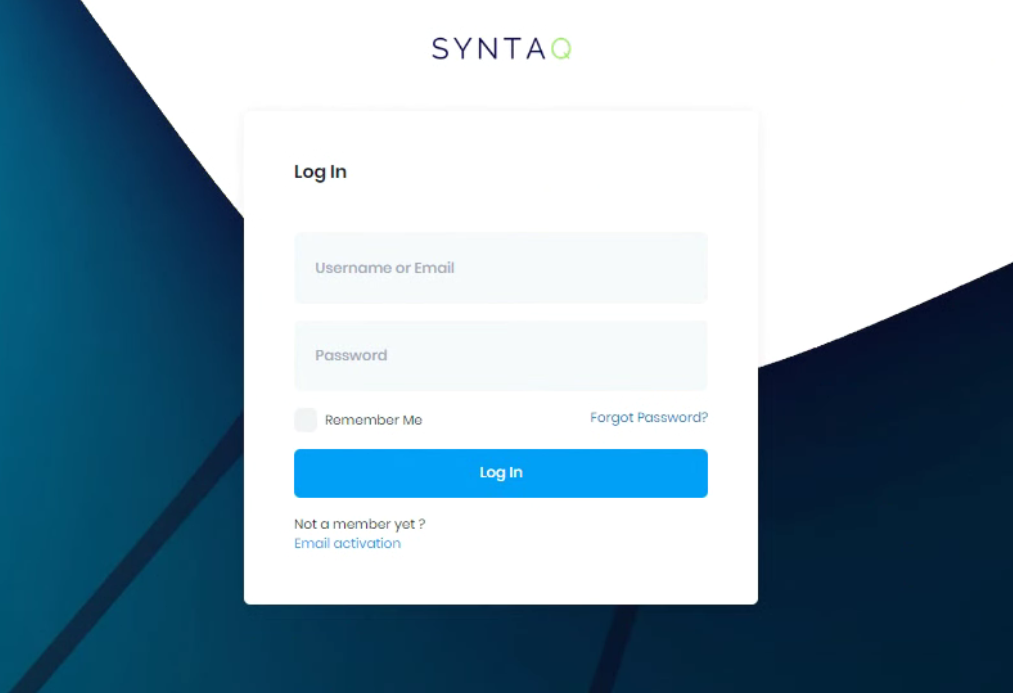 SYNTAQ
Log In
Username or Email
Password
Remember Me
Forgot Password?
Log In
Not a member yet ?
Email activation